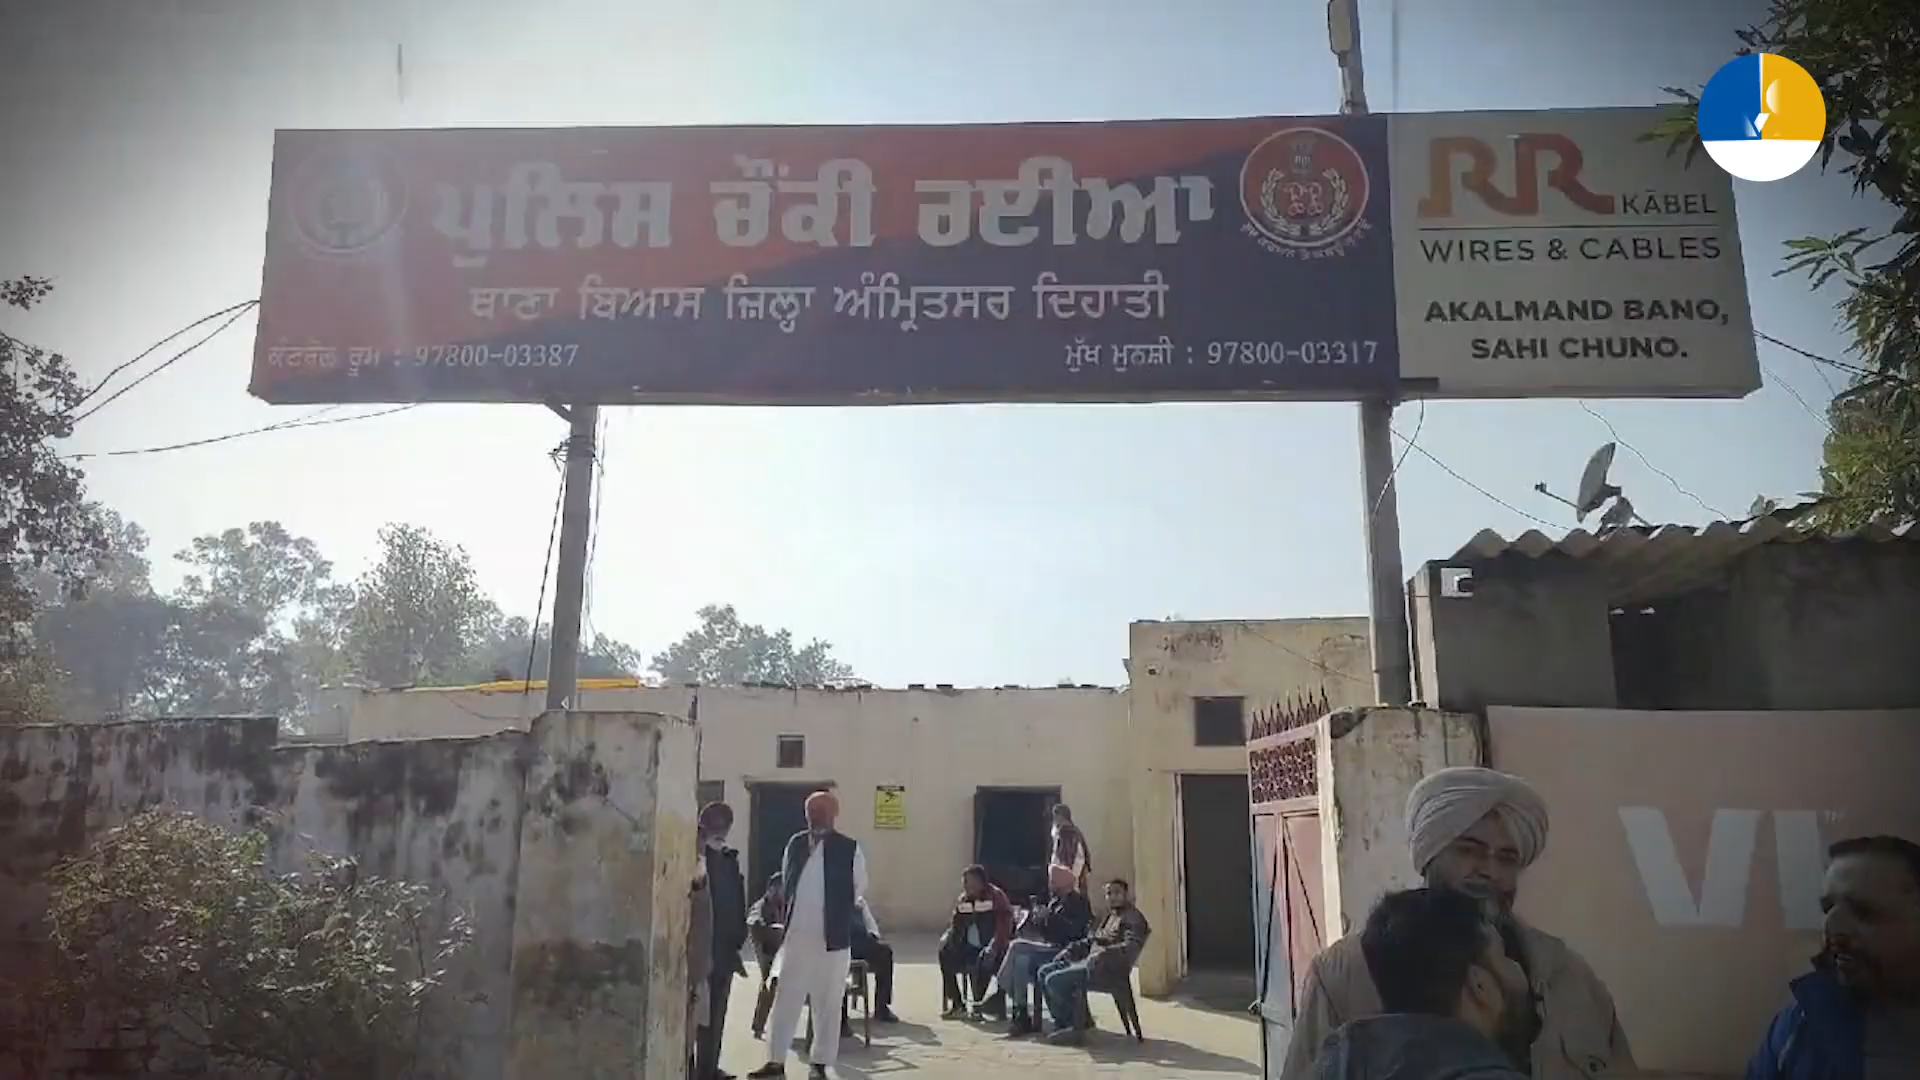 ਪੁਲਿਸ ਚੌਂਕੀ ਰਈਆ
ਥਾਣਾ ਬਿਆਸ ਜ਼ਿਲ੍ਹਾ ਅੰਮ੍ਰਿਤਸਰ ਦਿਹਾਤੀ
ਕੰਟਰੋਲ ਰੂਮ : 97800-03387
ਮੁੱਖ ਮੁਨਸ਼ੀ : 97800-03317
RR KABEL
WIRES & CABLES
AKALMAND BANO,
SAHI CHUNO.